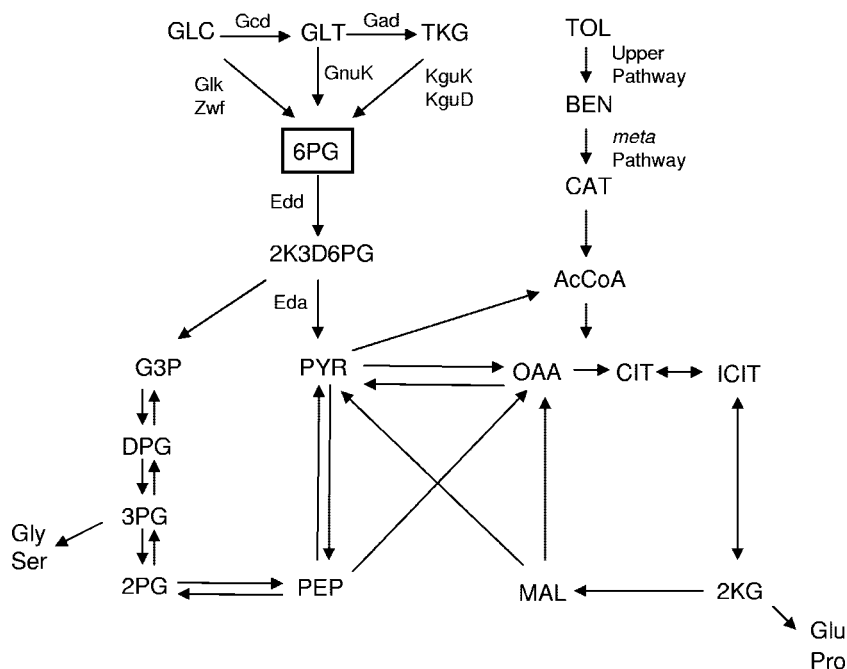 GLC Gcd GLT Gad TKG
TOL
Upper
Pathway
Glk
Zwf
GnuK
KguK
KguD
BEN
meta
Pathway
6PG
CAT
Edd
2K3D6PG
AcCoA
Eda
G3P PYR OAA CIT ICIT
DPG
3PG
Gly
Ser
2PG PEP MAL 2KG
Glu
Pro